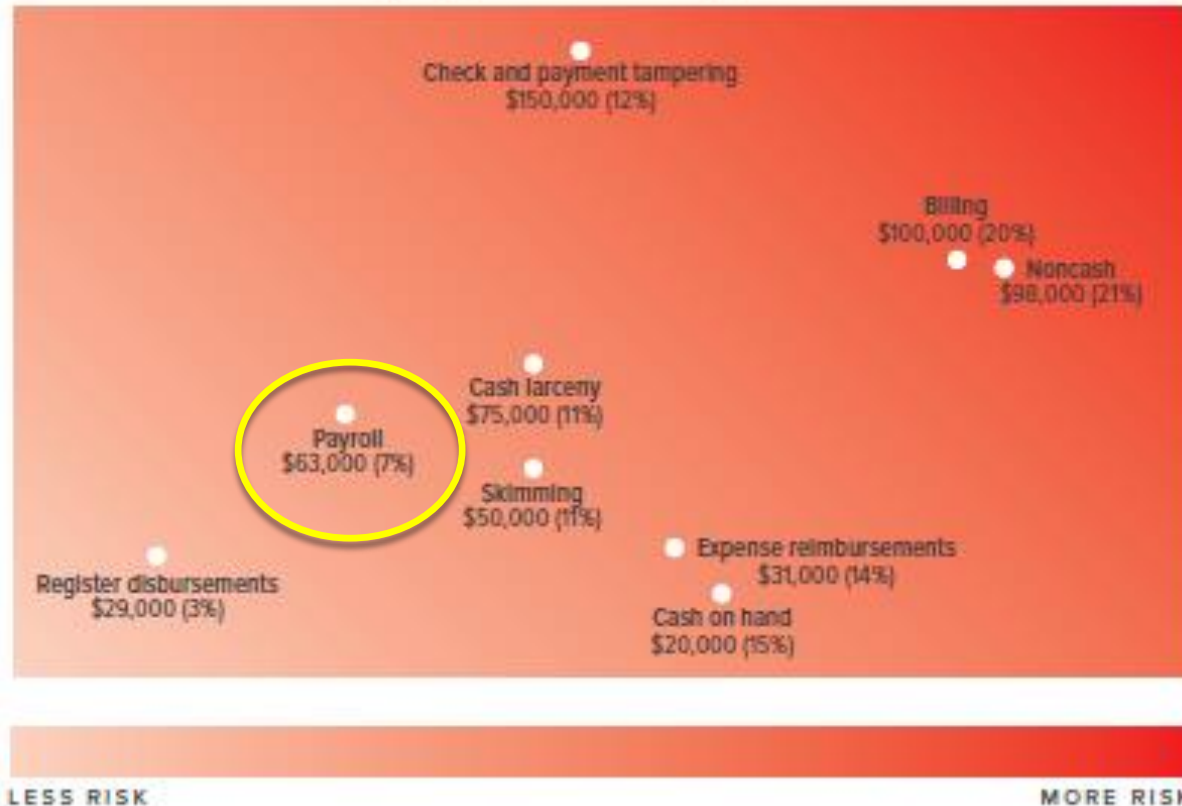 Check and payment tampering
$150,000 (12%)
Billing
$100,000 (20%)
Noncash
$98,000 (21%)
Cash larceny
$75,000 (11%)
Payroll
$63,000 (7%)
Skimming
$50,000 (11%)
Expense reimbursements
$31,000 (14%)
Register disbursements
$29,000 (3%)
Cash on hand
$20,000 (15%)
LESS RISK
MORE RISK